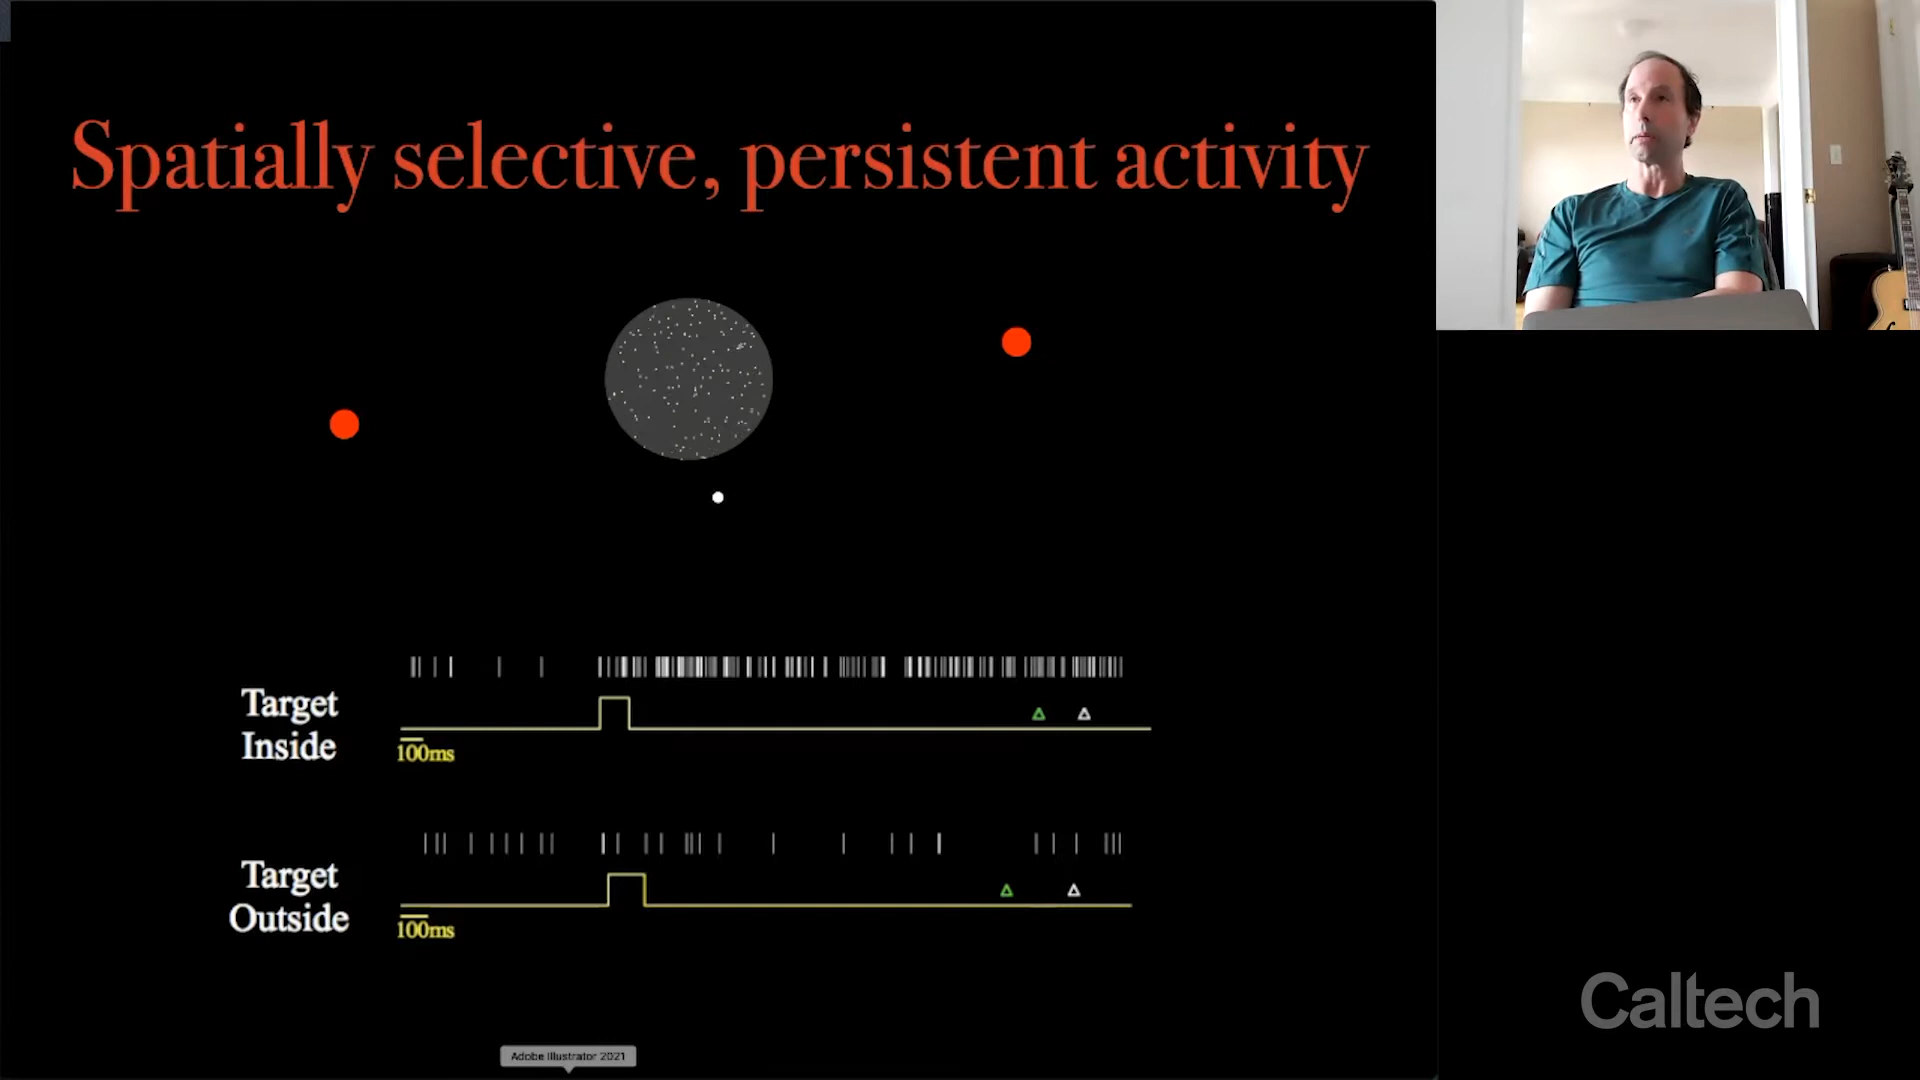 Spatially selective, persistent activity
Target
Inside
100ms
Target
Outside
100ms
Caltech
Adobe Illustrator 2021